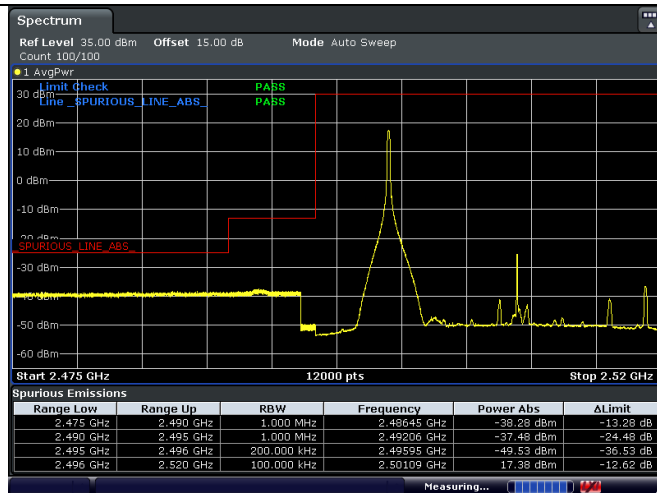 Spectrum
Ref Level 35.00 dBm Offset 15.00 dB Mode Auto Sweep
Count 100/100
1 AvgPwr
Limit Check PASS
30 dBm
Line _SPURIOUS_LINE_ABS_ PASS
20 dBm
10 dBm
0 dBm
-10 dBm
-20 dBm
_SPURIOUS_LINE_ABS_
-30 dBm
-40 dBm
-50 dBm
-60 dBm
Start 2.475 GHz 12000 pts Stop 2.52 GHz
Spurious Emissions
Range Low Range Up RBW Frequency Power Abs ΔLimit
2.475 GHz 2.490 GHz 1.000 MHz 2.48645 GHz -38.28 dBm -13.28 dB
2.490 GHz 2.495 GHz 1.000 MHz 2.49206 GHz -37.48 dBm -24.48 dB
2.495 GHz 2.496 GHz 200.000 kHz 2.49595 GHz -49.53 dBm -36.53 dB
2.496 GHz 2.520 GHz 100.000 kHz 2.50109 GHz 17.38 dBm -12.62 dB
Measuring...